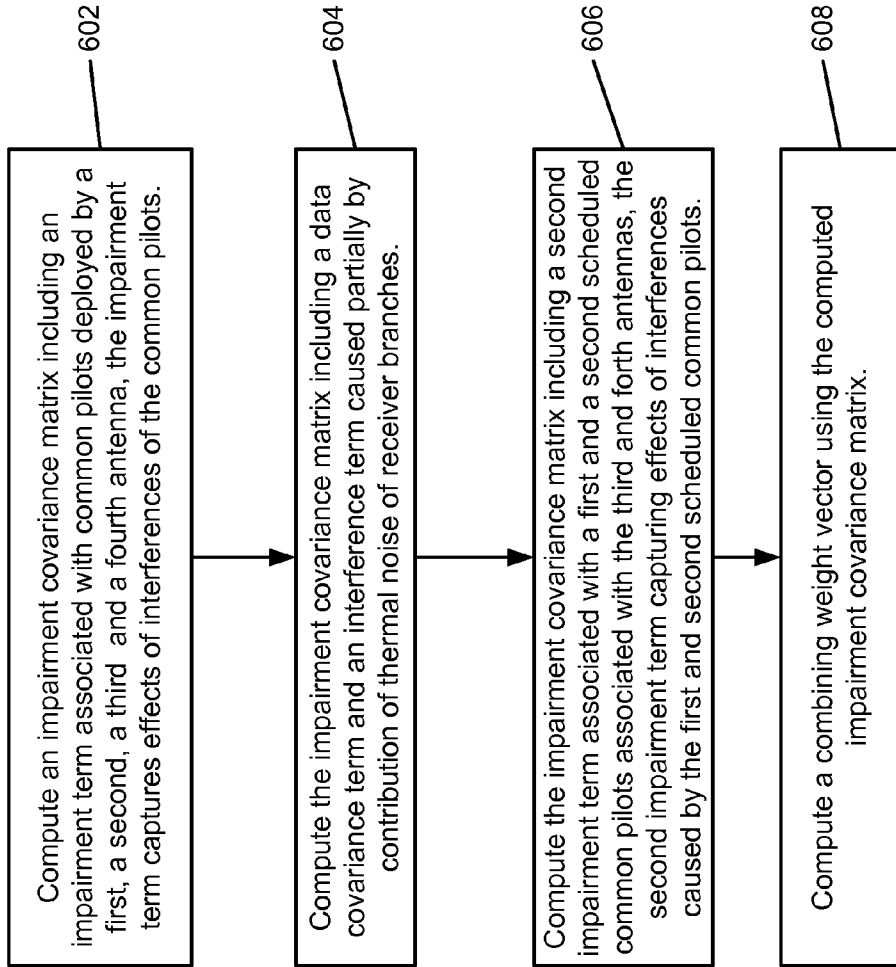 Compute an impairment covariance matrix including an
impairment term associated with common pilots deployed by a
first, a second, a third and a fourth antenna, the impairment
term captures effects of interferences of the common pilots.
602
Compute the impairment covariance matrix including a data
covariance term and an interference term caused partially by
contribution of thermal noise of receiver branches.
604
Compute the impairment covariance matrix including a second
impairment term associated with a first and a second scheduled
common pilots associated with the third and forth antennas, the
second impairment term capturing effects of interferences
caused by the first and second scheduled common pilots.
606
Compute a combining weight vector using the computed
impairment covariance matrix.
608